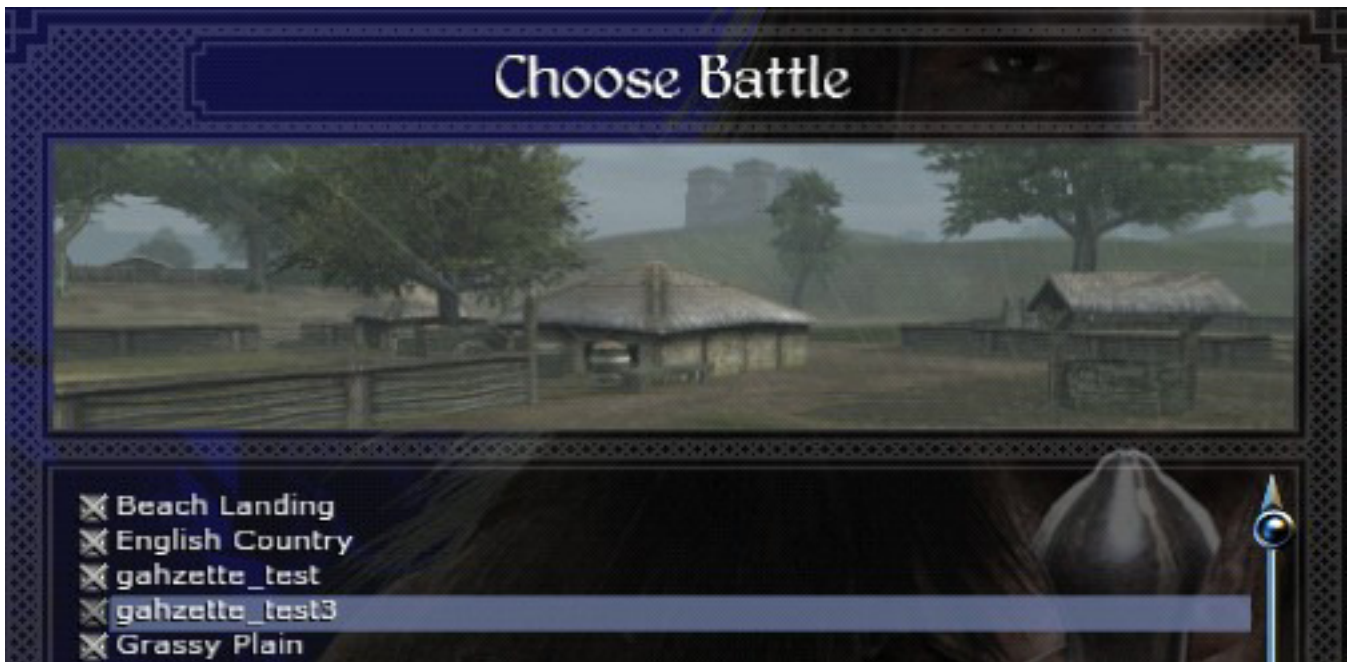 Choose Battle
Beach Landing
English Country
gahzette_test
gahzette_test3
Grassy Plain